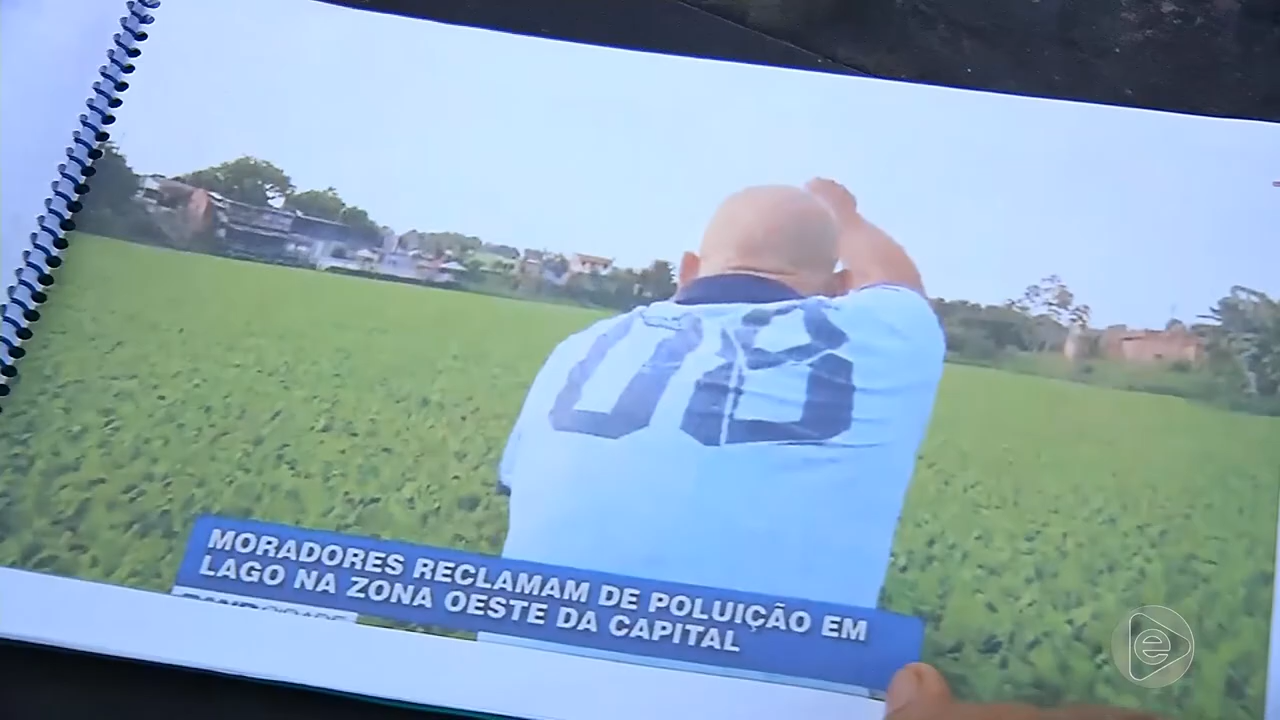 08
MORADORES RECLAMAM DE POLUIÇÃO EM
LAGO NA ZONA OESTE DA CAPITAL
e